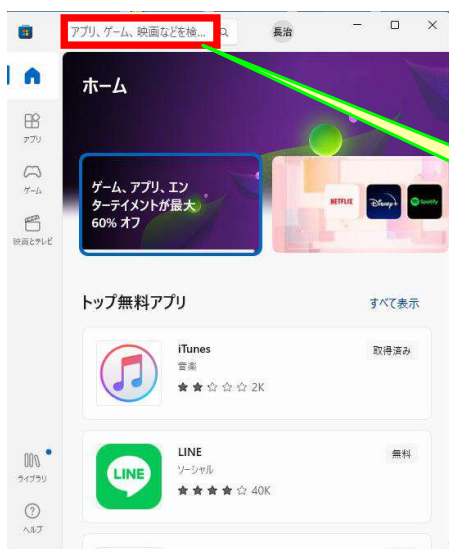 アプリ、ゲーム、映画などを検...
長治
ホーム
アプリ
ゲーム
映画とテレビ
ゲーム、アプリ、エン
ターテイメントが最大
60% オフ
NETFLIX
Disney+
Spotify
トップ無料アプリ
すべて表示
iTunes
取得済み
音楽
★★☆☆☆ 2K
LINE
LINE
無料
ソーシャル
★★★★☆ 40K
ライブラリ
ヘルプ